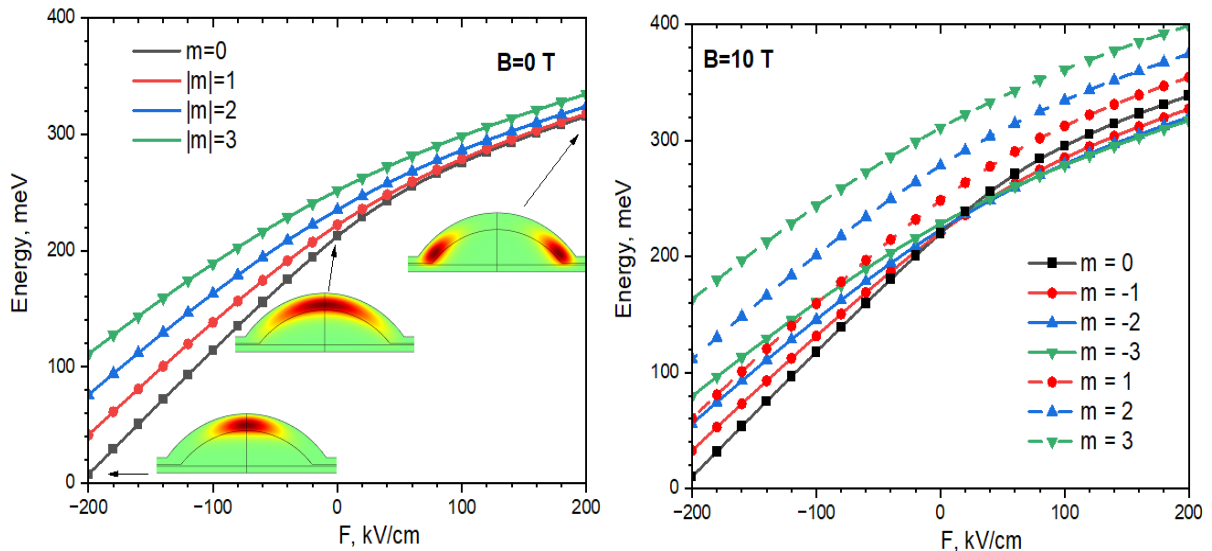 400
300
200
100
0
Energy, meV
m=0
|m|=1
|m|=2
|m|=3
B=0 T
−200
−100
0
100
200
F, kV/cm
400
300
200
100
0
Energy, meV
B=10 T
m = 0
m = -1
m = -2
m = -3
m = 1
m = 2
m = 3
−200
−100
0
100
200
F, kV/cm